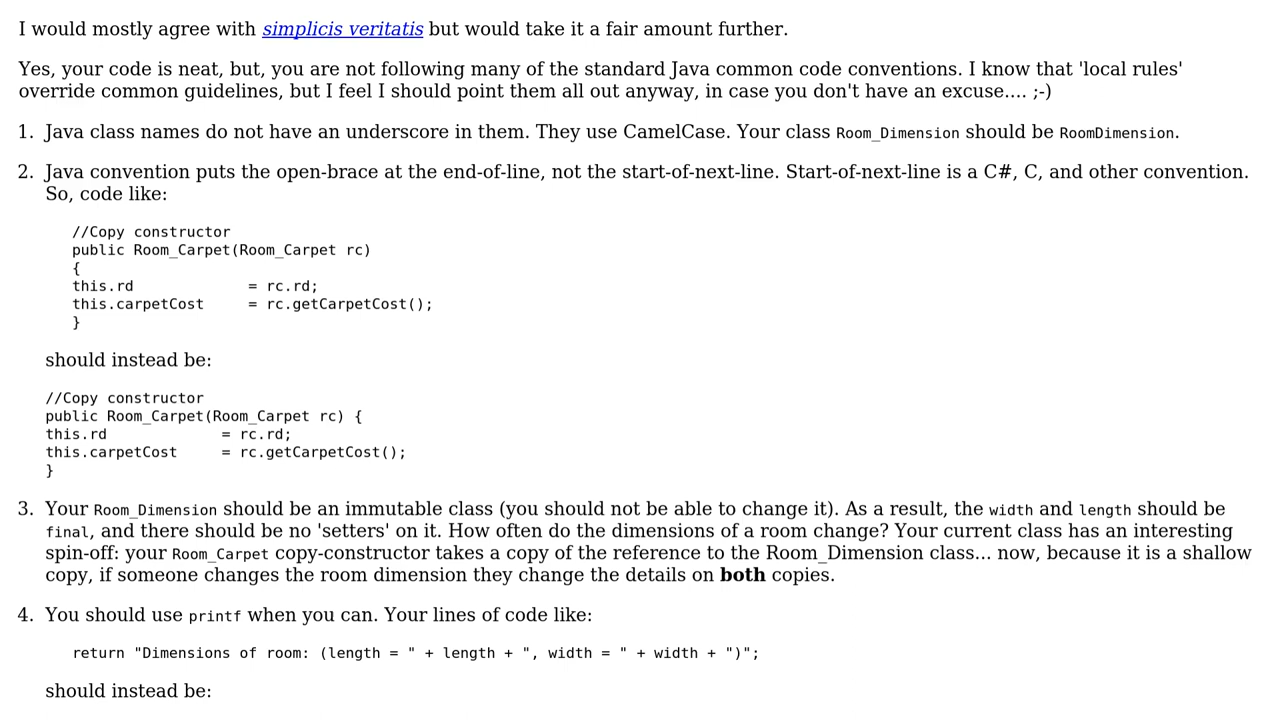 I would mostly agree with simplicis veritatis but would take it a fair amount further.
Yes, your code is neat, but, you are not following many of the standard Java common code conventions. I know that 'local rules'
override common guidelines, but I feel I should point them all out anyway, in case you don't have an excuse.... ;-)
1. Java class names do not have an underscore in them. They use CamelCase. Your class Room_Dimension should be RoomDimension.
2. Java convention puts the open-brace at the end-of-line, not the start-of-next-line. Start-of-next-line is a C#, C, and other convention.
So, code like:
//Copy constructor
public Room_Carpet(Room_Carpet rc)
{
this.rd             = rc.rd;
this.carpetCost     = rc.getCarpetCost();
}
should instead be:
//Copy constructor
public Room_Carpet(Room_Carpet rc) {
this.rd             = rc.rd;
this.carpetCost     = rc.getCarpetCost();
}
3. Your Room_Dimension should be an immutable class (you should not be able to change it). As a result, the width and length should be
final, and there should be no 'setters' on it. How often do the dimensions of a room change? Your current class has an interesting
spin-off: your Room_Carpet copy-constructor takes a copy of the reference to the Room_Dimension class... now, because it is a shallow
copy, if someone changes the room dimension they change the details on both copies.
4. You should use printf when you can. Your lines of code like:
return "Dimensions of room: (length = " + length + ", width = " + width + ")";
should instead be: